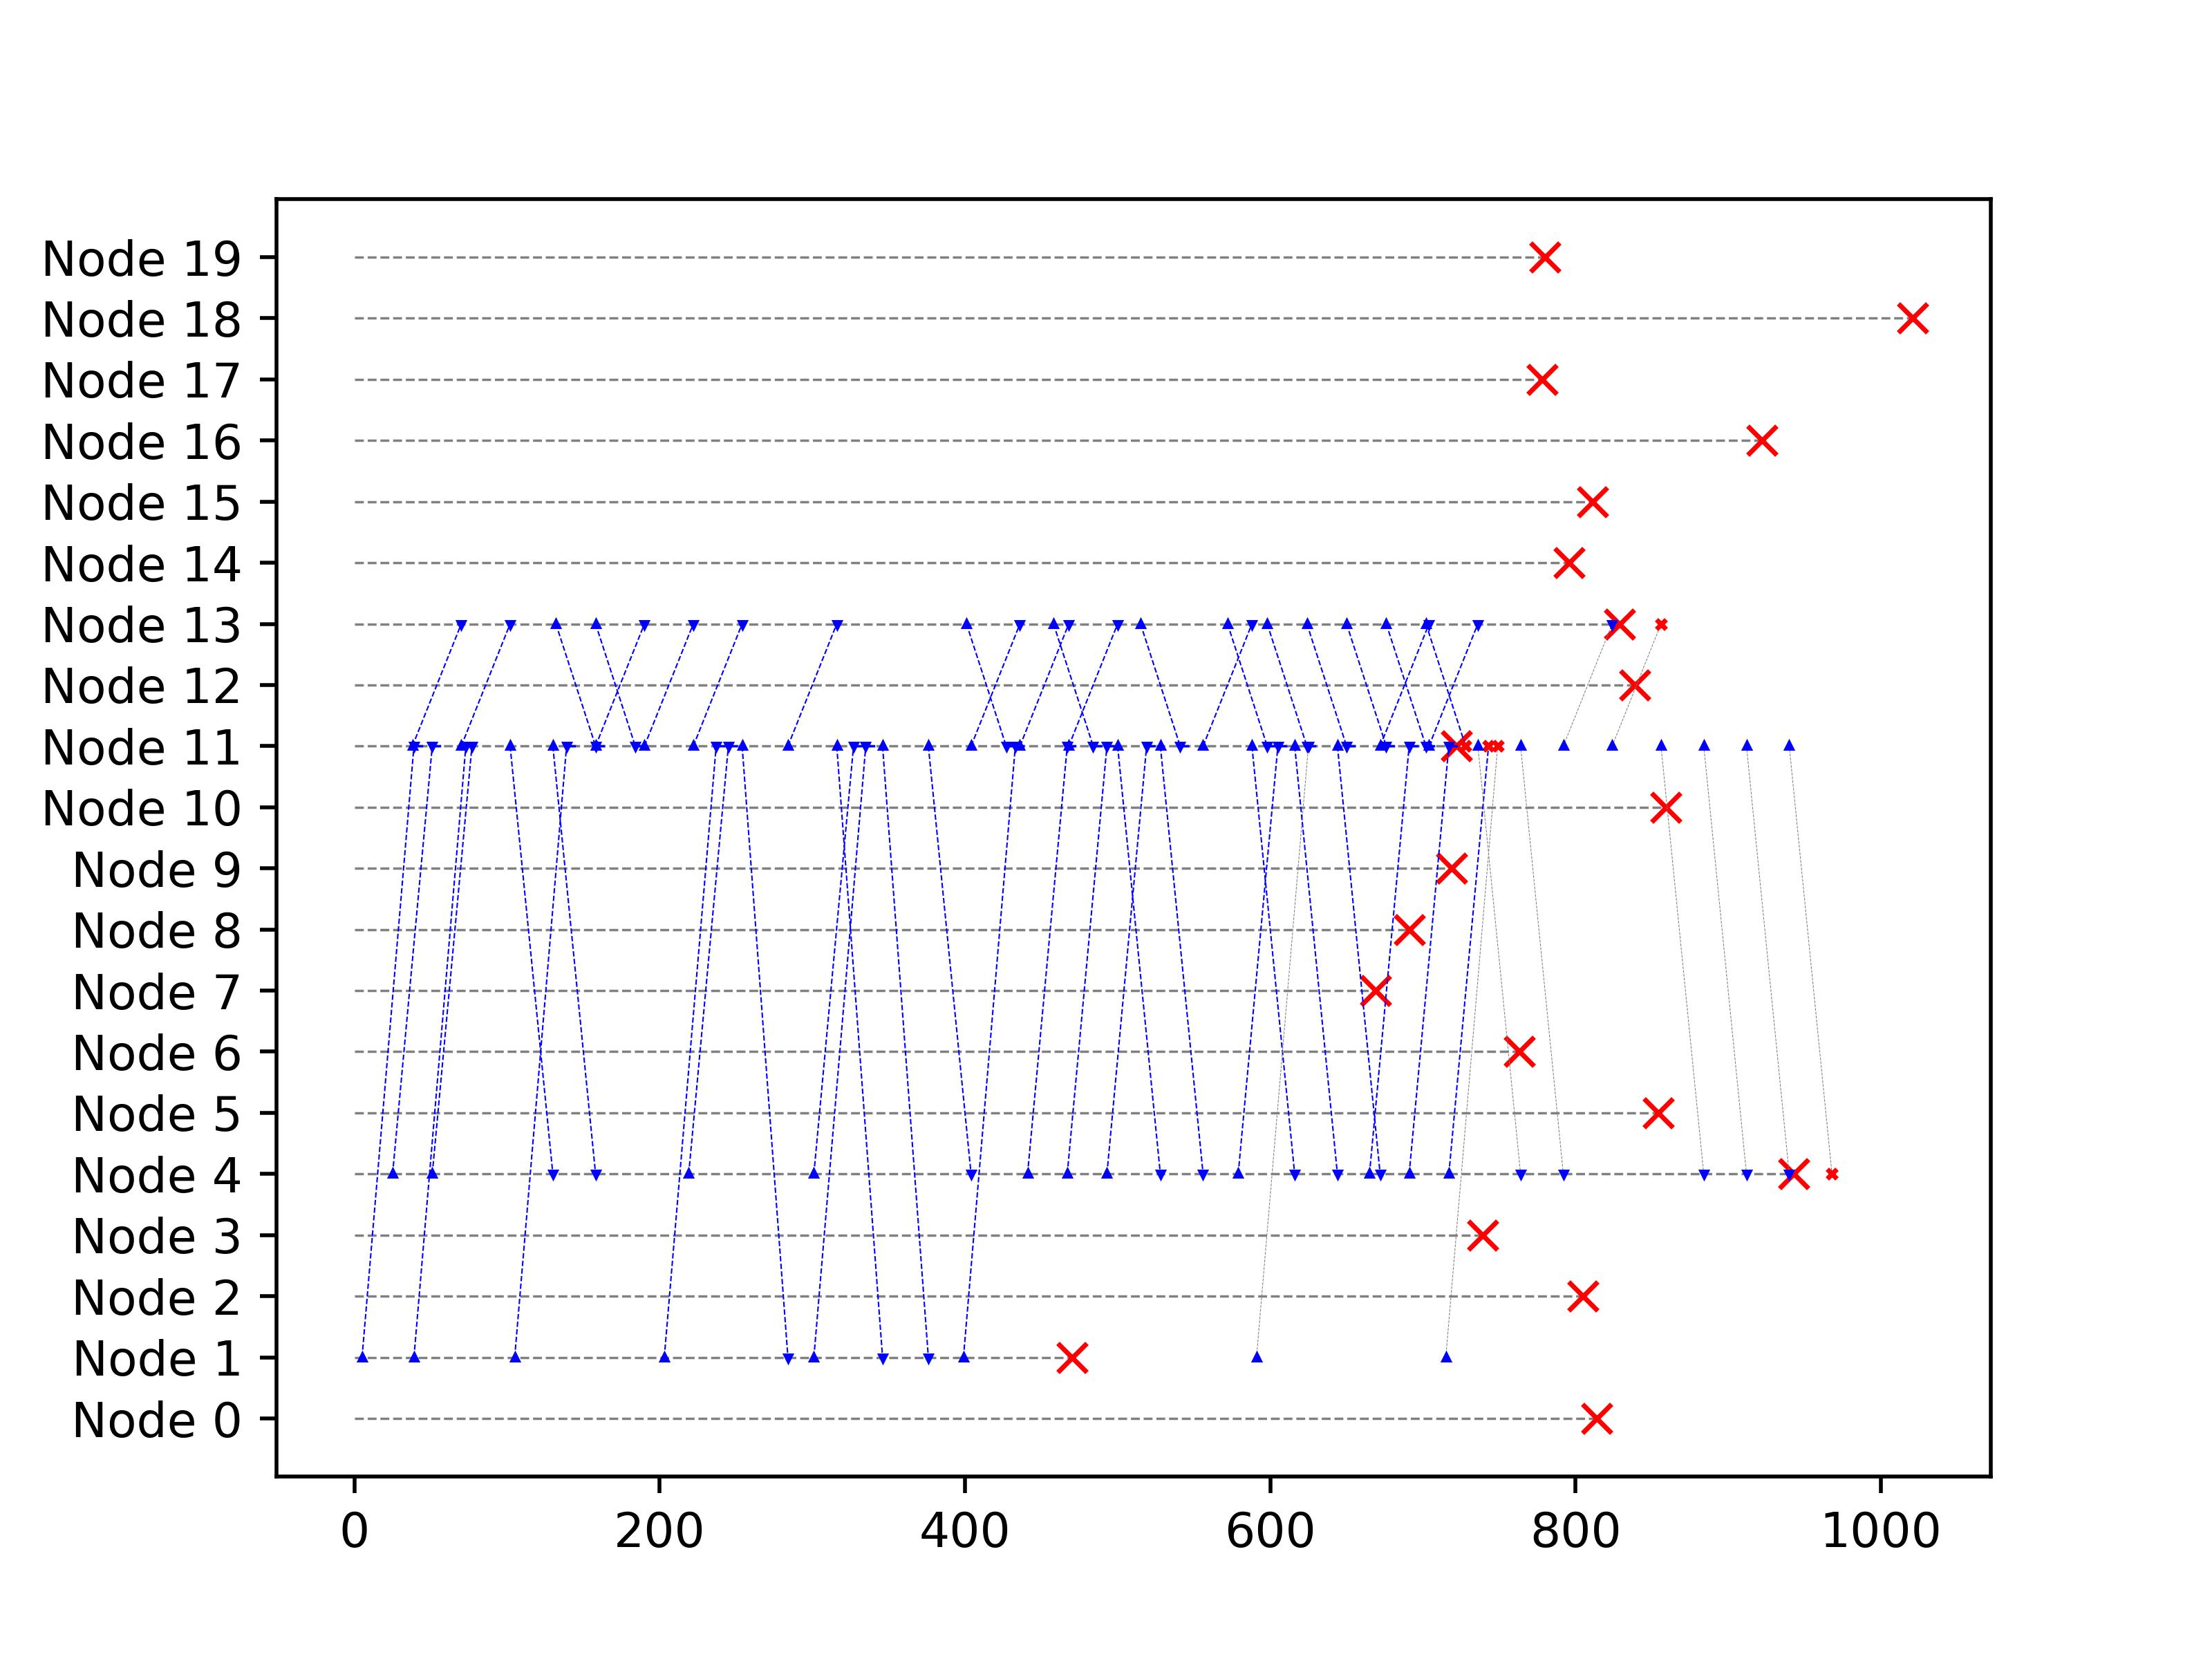 Node 19
Node 18
Node 17
Node 16
Node 15
Node 14
Node 13
Node 12
Node 11
Node 10
Node 9
Node 8
Node 7
Node 6
Node 5
Node 4
Node 3
Node 2
Node 1
Node 0
0 200 400 600 800 1000